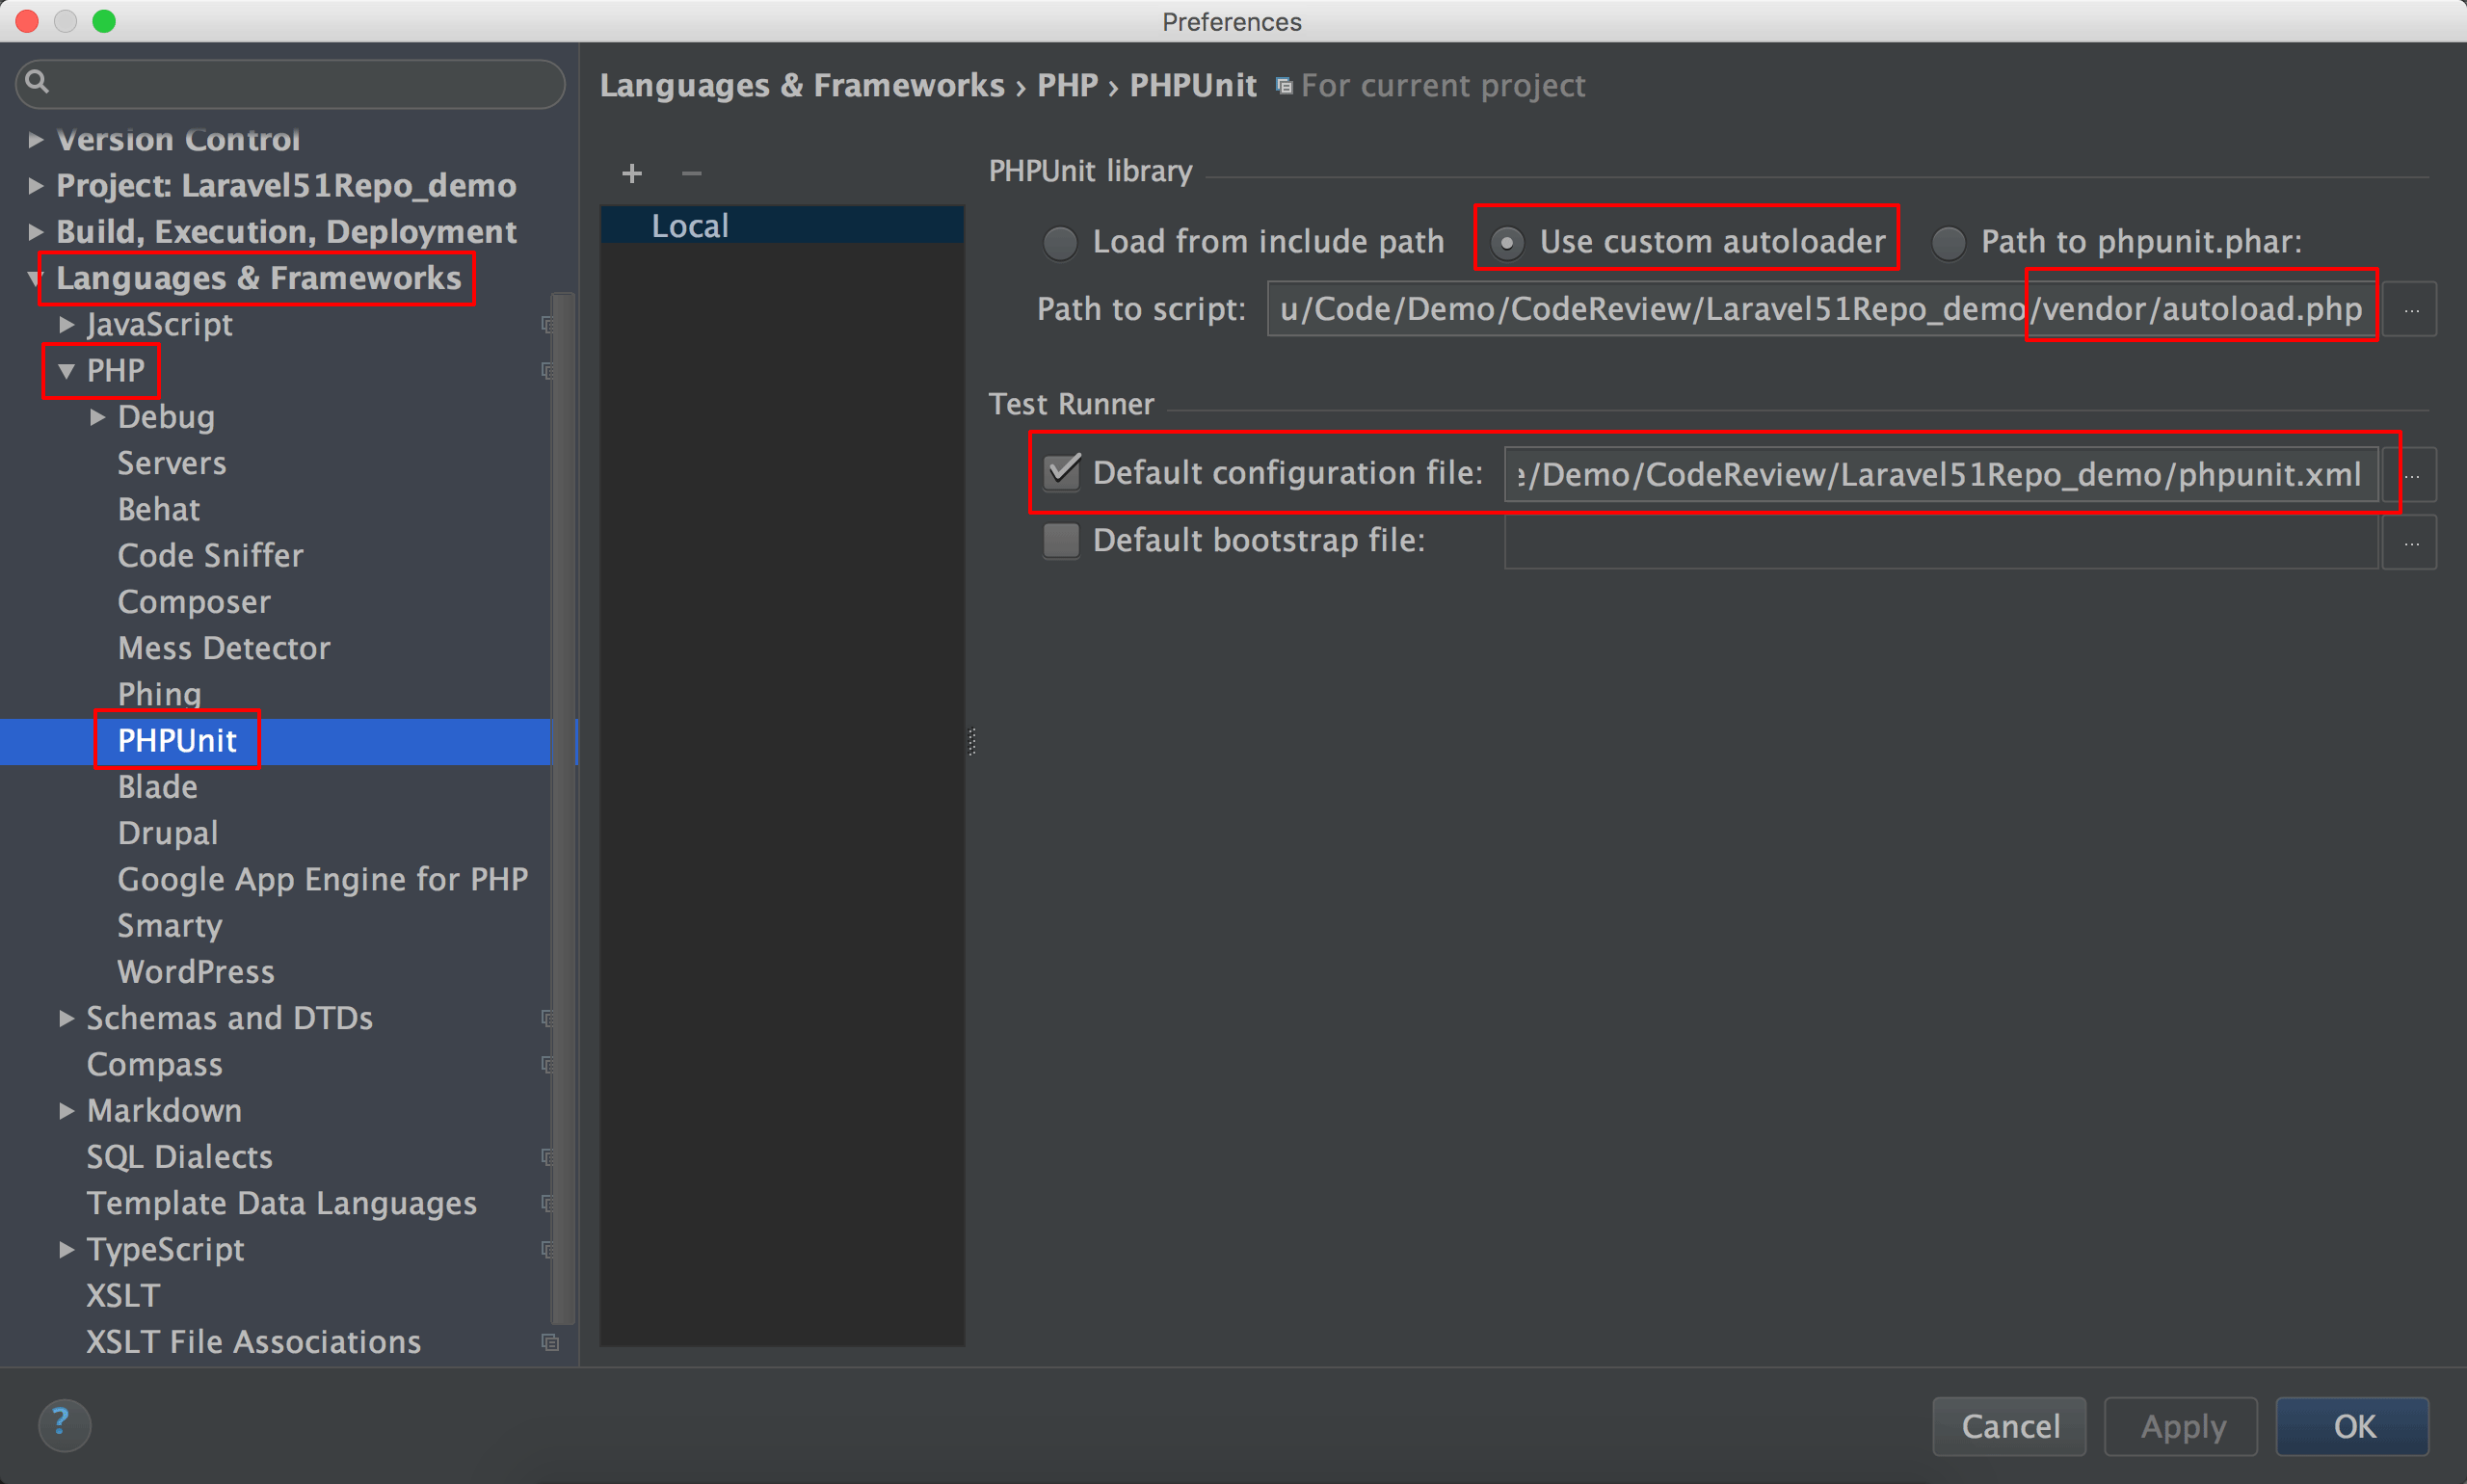 Preferences
Languages & Frameworks › PHP › PHPUnit For current project
Version Control
Project: Laravel51Repo_demo
Build, Execution, Deployment
Languages & Frameworks
JavaScript
PHP
Debug
Servers
Behat
Code Sniffer
Composer
Mess Detector
Phing
PHPUnit
Blade
Drupal
Google App Engine for PHP
Smarty
WordPress
Schemas and DTDs
Compass
Markdown
SQL Dialects
Template Data Languages
TypeScript
XSLT
XSLT File Associations
+ −
Local
PHPUnit library
Load from include path Use custom autoloader Path to phpunit.phar:
Path to script: u/Code/Demo/CodeReview/Laravel51Repo_demo/vendor/autoload.php ...
Test Runner
Default configuration file: e/Demo/CodeReview/Laravel51Repo_demo/phpunit.xml ...
Default bootstrap file: ...
? Cancel Apply OK